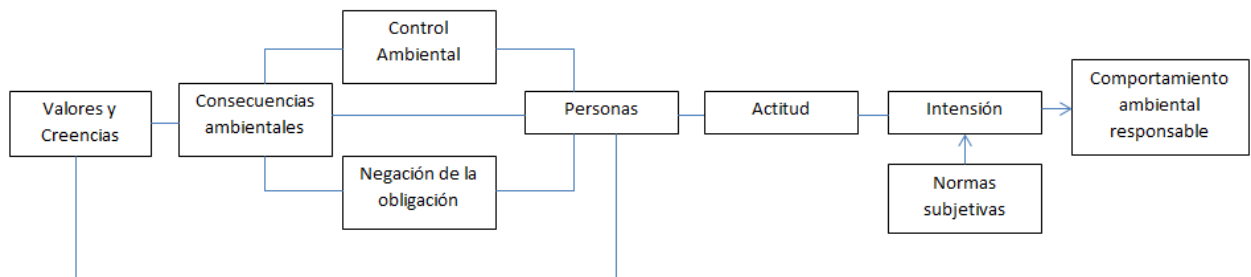 Control
Ambiental
Valores y
Creencias
Consecuencias
ambientales
Personas
Actitud
Intensión
Comportamiento
ambiental
responsable
Negación de la
obligación
Normas
subjetivas